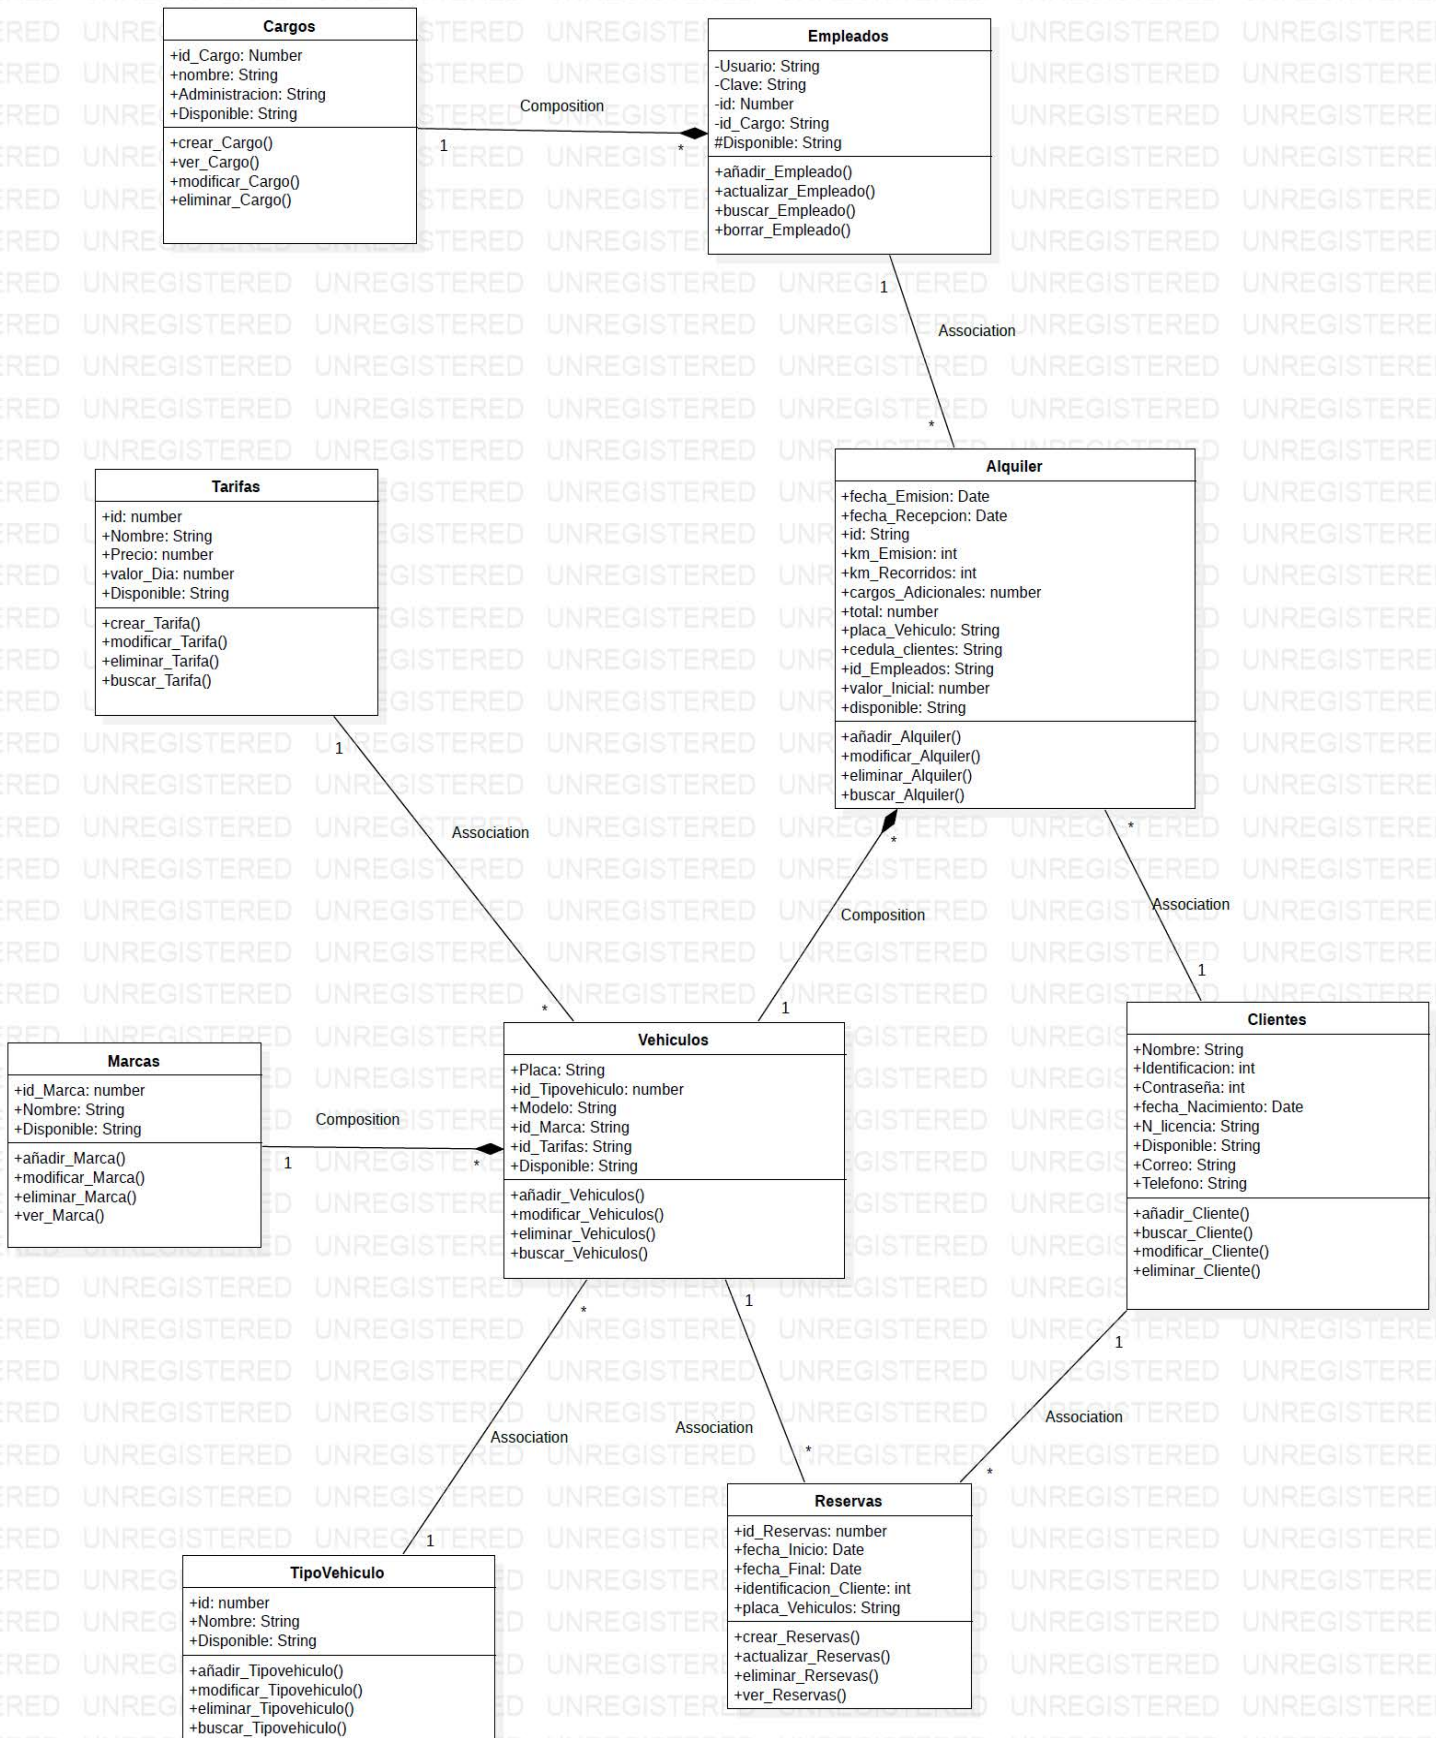 Cargos
+id_Cargo: Number
+nombre: String
+Administracion: String
+Disponible: String
+crear_Cargo()
+ver_Cargo()
+modificar_Cargo()
+eliminar_Cargo()
Composition
1
*
Empleados
-Usuario: String
-Clave: String
-id: Number
-id_Cargo: String
#Disponible: String
+añadir_Empleado()
+actualizar_Empleado()
+buscar_Empleado()
+borrar_Empleado()
1
Association
*
Tarifas
+id: number
+Nombre: String
+Precio: number
+valor_Dia: number
+Disponible: String
+crear_Tarifa()
+modificar_Tarifa()
+eliminar_Tarifa()
+buscar_Tarifa()
1
Association
*
Alquiler
+fecha_Emision: Date
+fecha_Recepcion: Date
+id: String
+km_Emision: int
+km_Recorridos: int
+cargos_Adicionales: number
+total: number
+placa_Vehiculo: String
+cedula_clientes: String
+id_Empleados: String
+valor_Inicial: number
+disponible: String
+añadir_Alquiler()
+modificar_Alquiler()
+eliminar_Alquiler()
+buscar_Alquiler()
*
Composition
1
*
Association
1
Marcas
+id_Marca: number
+Nombre: String
+Disponible: String
+añadir_Marca()
+modificar_Marca()
+eliminar_Marca()
+ver_Marca()
Composition
1
*
Vehiculos
+Placa: String
+id_Tipovehiculo: number
+Modelo: String
+id_Marca: String
+id_Tarifas: String
+Disponible: String
+añadir_Vehiculos()
+modificar_Vehiculos()
+eliminar_Vehiculos()
+buscar_Vehiculos()
Clientes
+Nombre: String
+Identificacion: int
+Contraseña: int
+fecha_Nacimiento: Date
+N_licencia: String
+Disponible: String
+Correo: String
+Telefono: String
+añadir_Cliente()
+buscar_Cliente()
+modificar_Cliente()
+eliminar_Cliente()
*
Association
1
1
Association
*
1
Association
*
TipoVehiculo
+id: number
+Nombre: String
+Disponible: String
+añadir_Tipovehiculo()
+modificar_Tipovehiculo()
+eliminar_Tipovehiculo()
+buscar_Tipovehiculo()
Reservas
+id_Reservas: number
+fecha_Inicio: Date
+fecha_Final: Date
+identificacion_Cliente: int
+placa_Vehiculos: String
+crear_Reservas()
+actualizar_Reservas()
+eliminar_Rersevas()
+ver_Reservas()
UNREGISTERED